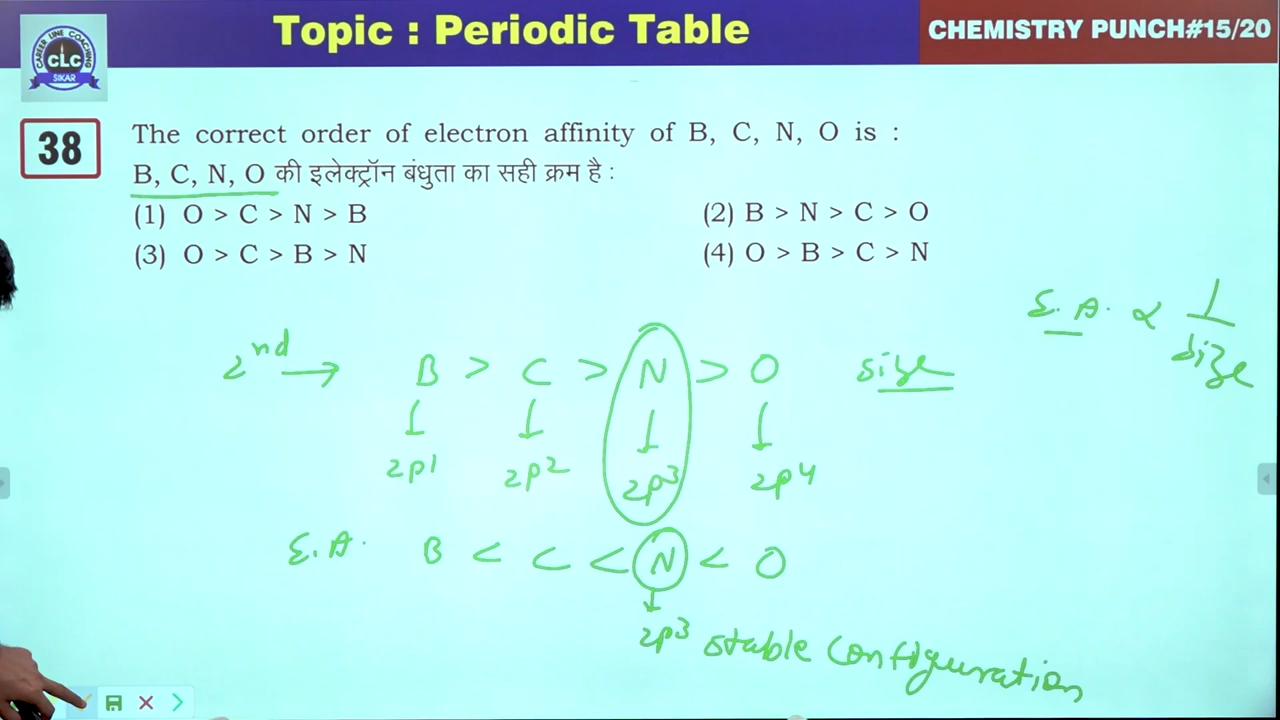 Topic : Periodic Table
CHEMISTRY PUNCH#15/20
CAREER LINE COACHING
CLC
SIKAR
38
The correct order of electron affinity of B, C, N, O is :
B, C, N, O की इलेक्ट्रॉन बंधुता का सही क्रम है :
(1) O > C > N > B
(2) B > N > C > O
(3) O > C > B > N
(4) O > B > C > N
E.A. ∝ 1/size
2nd → B > C > N > O size
↓ ↓ ↓ ↓
2p1 2p2 2p3 2p4
E.A. B < C < N < O
↓
2p3 stable configuration